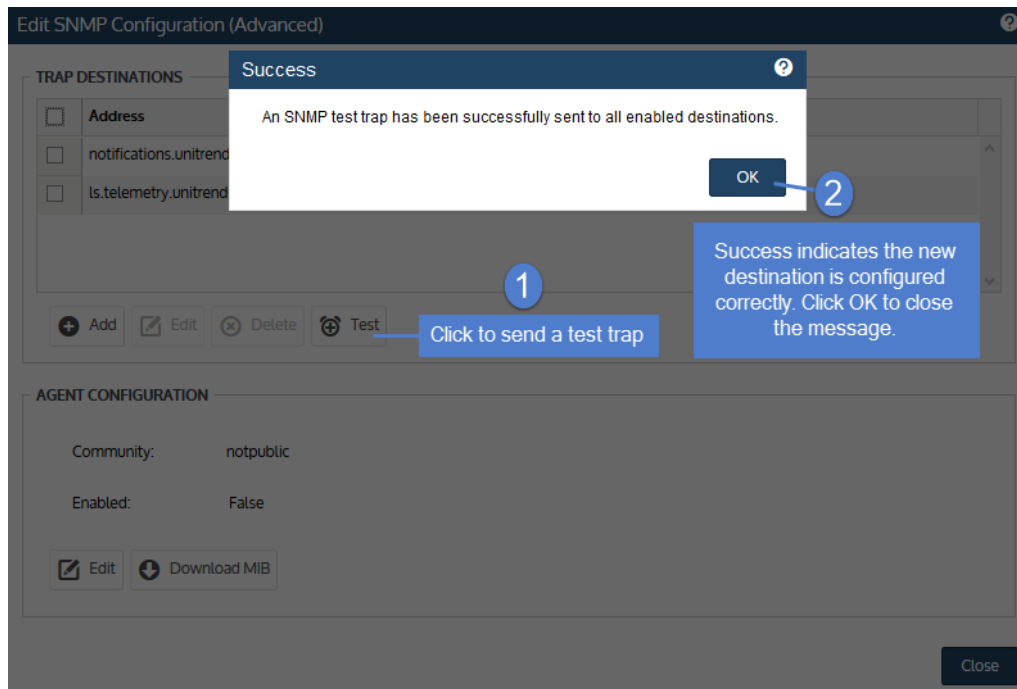 Edit SNMP Configuration (Advanced)
TRAP DESTINATIONS
Success
Address
An SNMP test trap has been successfully sent to all enabled destinations.
notifications.unitrend
ls.telemetry.unitrend
OK
2
Success indicates the new
destination is configured
correctly. Click OK to close
the message.
1
Add
Edit
Delete
Test
Click to send a test trap
AGENT CONFIGURATION
Community: notpublic
Enabled: False
Edit
Download MIB
Close